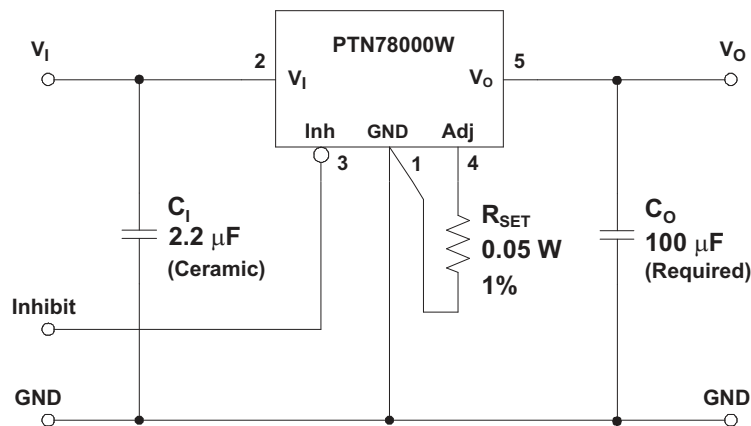 PTN78000W
V_I
2
V_I
V_O
5
V_O
Inh
GND
Adj
3
1
4
C_I
2.2 μF
(Ceramic)
R_SET
0.05 W
1%
C_O
100 μF
(Required)
Inhibit
GND
GND